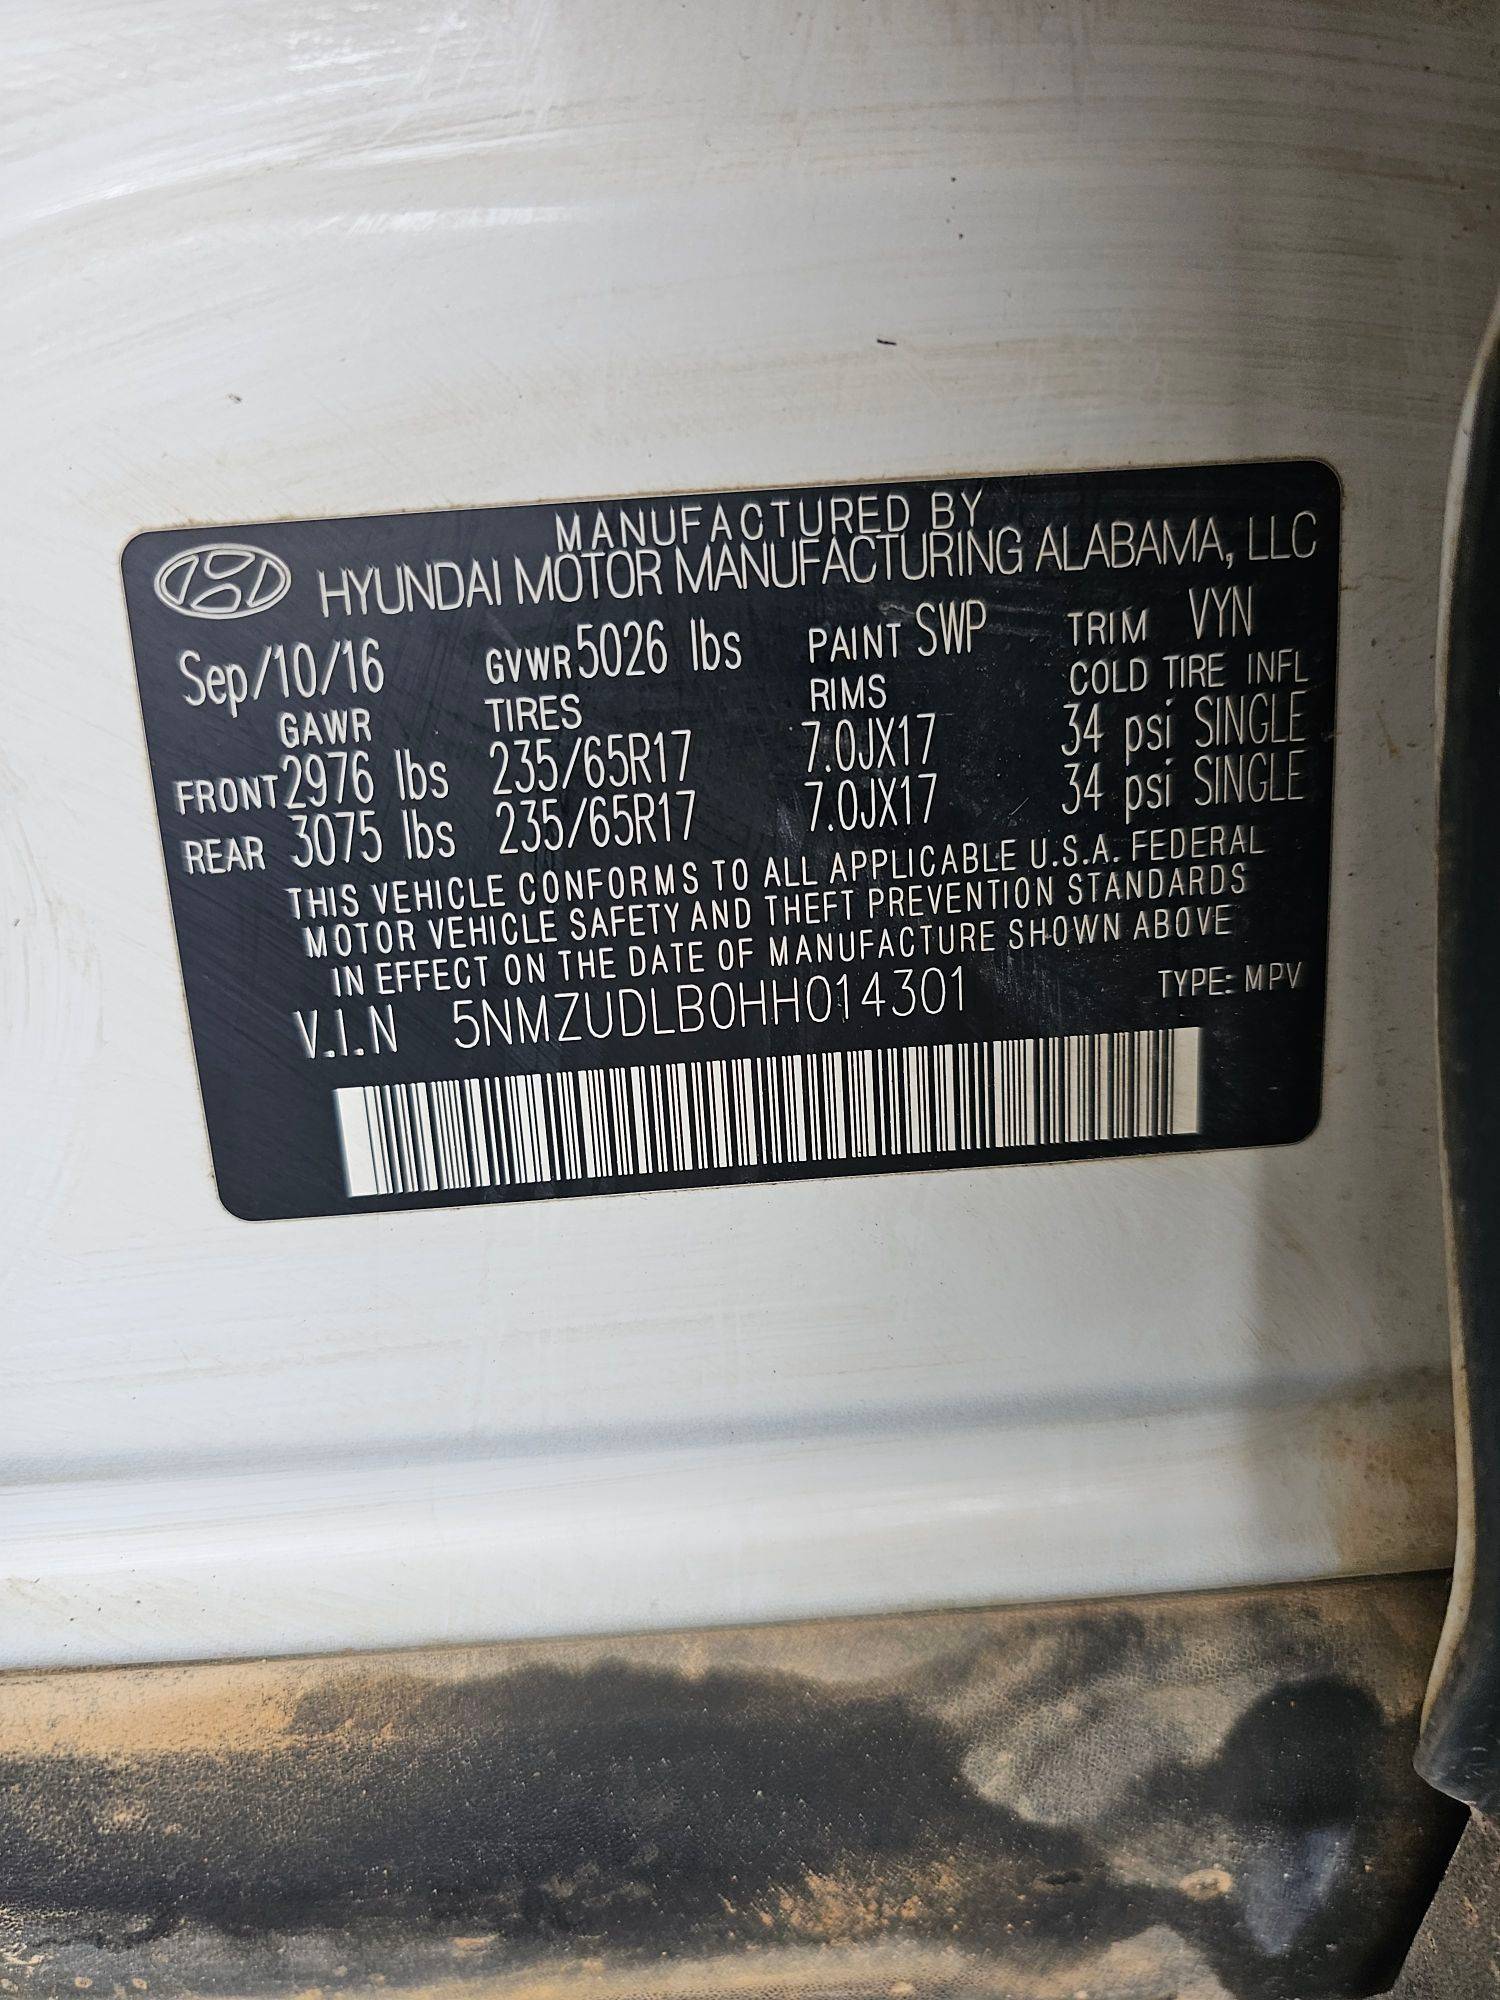 MANUFACTURED BY
HYUNDAI MOTOR MANUFACTURING ALABAMA, LLC
Sep/10/16 GVWR 5026 lbs PAINT SWP TRIM VYN
GAWR TIRES RIMS COLD TIRE INFL
FRONT 2976 lbs 235/65R17 7.0JX17 34 psi SINGLE
REAR 3075 lbs 235/65R17 7.0JX17 34 psi SINGLE
THIS VEHICLE CONFORMS TO ALL APPLICABLE U.S.A. FEDERAL
MOTOR VEHICLE SAFETY AND THEFT PREVENTION STANDARDS
IN EFFECT ON THE DATE OF MANUFACTURE SHOWN ABOVE
V.I.N 5NMZUDLB0HH014301 TYPE: MPV